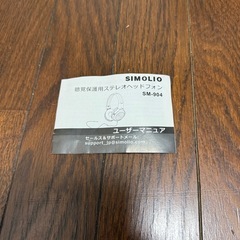 SIMOLIO
聴覚保護用ステレオヘッドフォン
SM-904
ユーザーマニュア
セールス&サポートメール:
support_jp@simolio.com